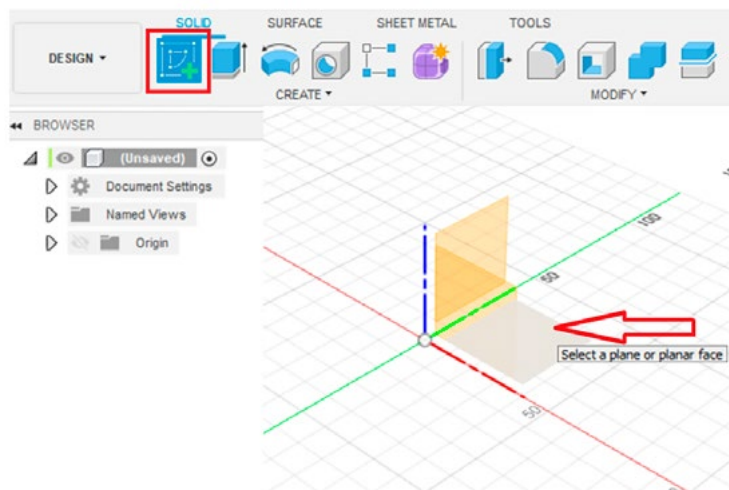 SOLID SURFACE SHEET METAL TOOLS
DESIGN ▾
CREATE ▾ MODIFY ▾
BROWSER
(Unsaved)
Document Settings
Named Views
Origin
100
50
Select a plane or planar face
50